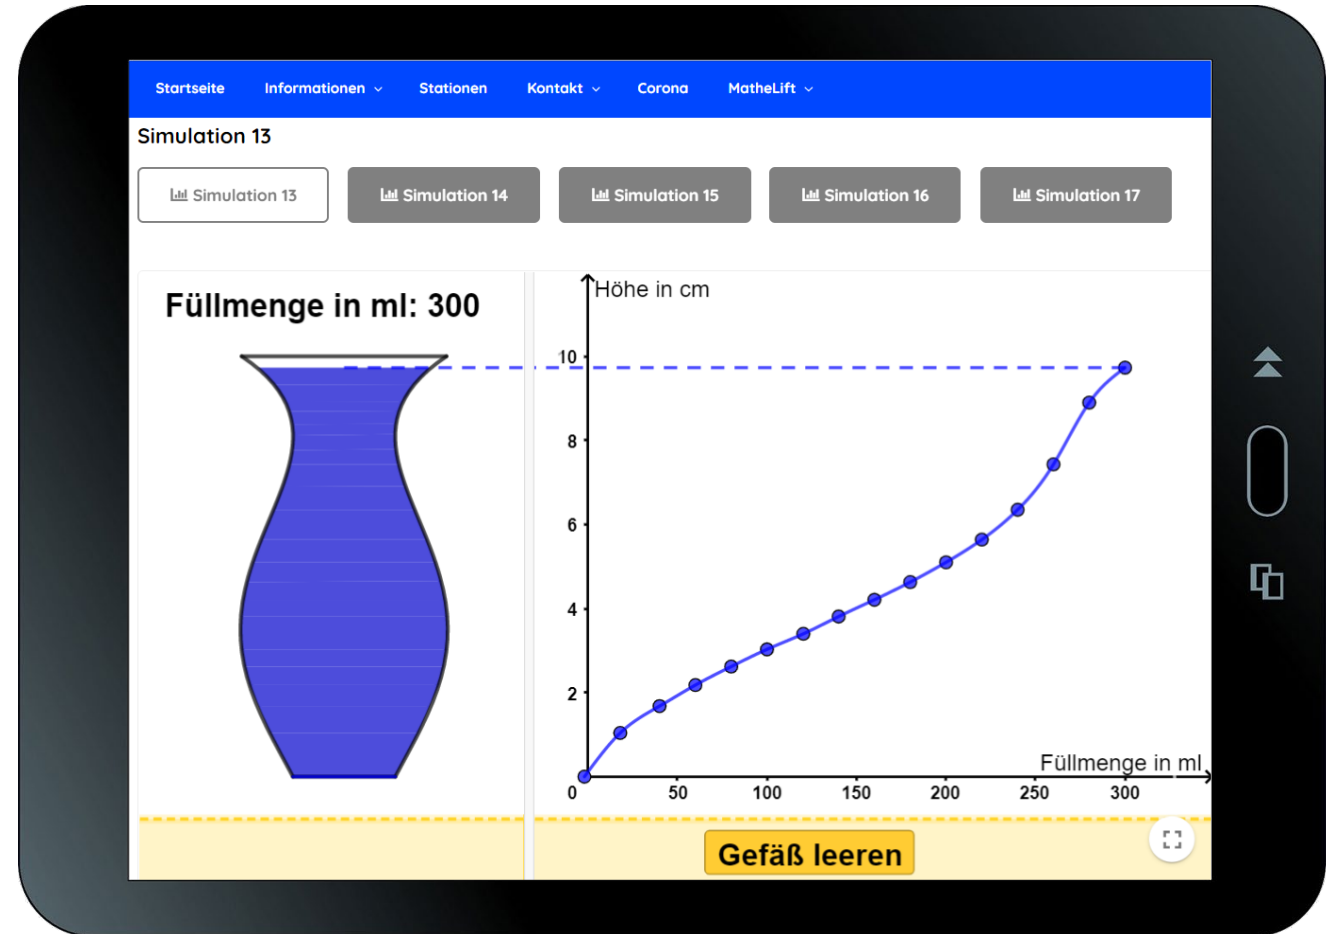 Startseite Informationen Stationen Kontakt Corona MatheLift
Simulation 13
Simulation 13 Simulation 14 Simulation 15 Simulation 16 Simulation 17
Füllmenge in ml: 300
Höhe in cm
10
8
6
4
2
Füllmenge in ml
0 50 100 150 200 250 300
Gefäß leeren